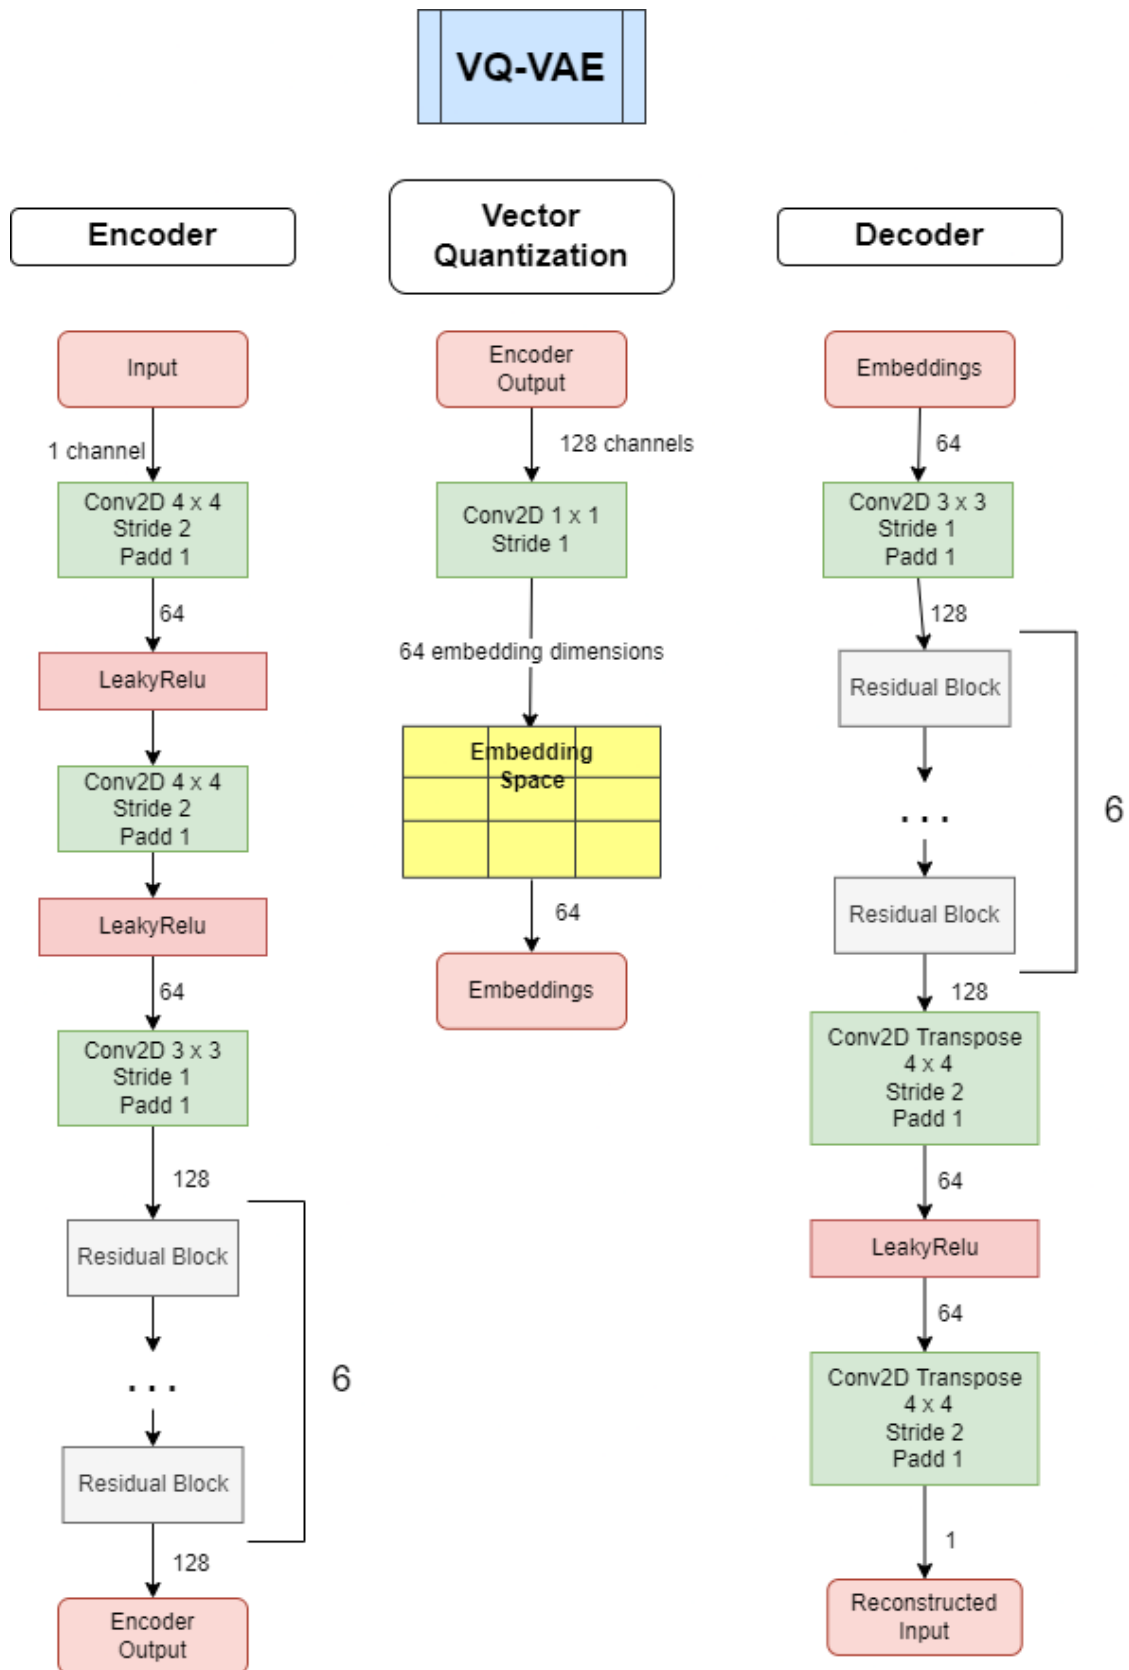 VQ-VAE
Encoder
Input
1 channel
Conv2D 4 x 4
Stride 2
Padd 1
64
LeakyRelu
Conv2D 4 x 4
Stride 2
Padd 1
LeakyRelu
64
Conv2D 3 x 3
Stride 1
Padd 1
128
Residual Block
...
Residual Block
6
128
Encoder
Output
Vector
Quantization
Encoder
Output
128 channels
Conv2D 1 x 1
Stride 1
64 embedding dimensions
Embedding
Space
64
Embeddings
Decoder
Embeddings
64
Conv2D 3 x 3
Stride 1
Padd 1
128
Residual Block
...
Residual Block
6
128
Conv2D Transpose
4 x 4
Stride 2
Padd 1
64
LeakyRelu
64
Conv2D Transpose
4 x 4
Stride 2
Padd 1
1
Reconstructed
Input